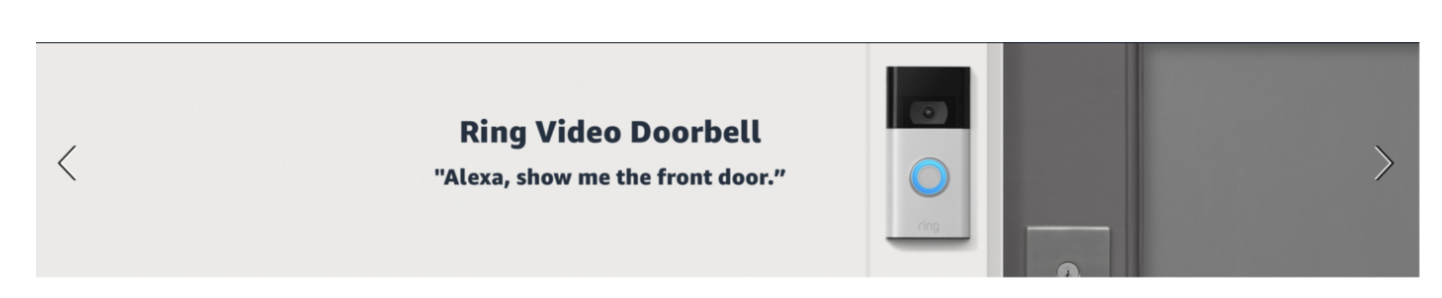 Ring Video Doorbell
"Alexa, show me the front door.”
ring